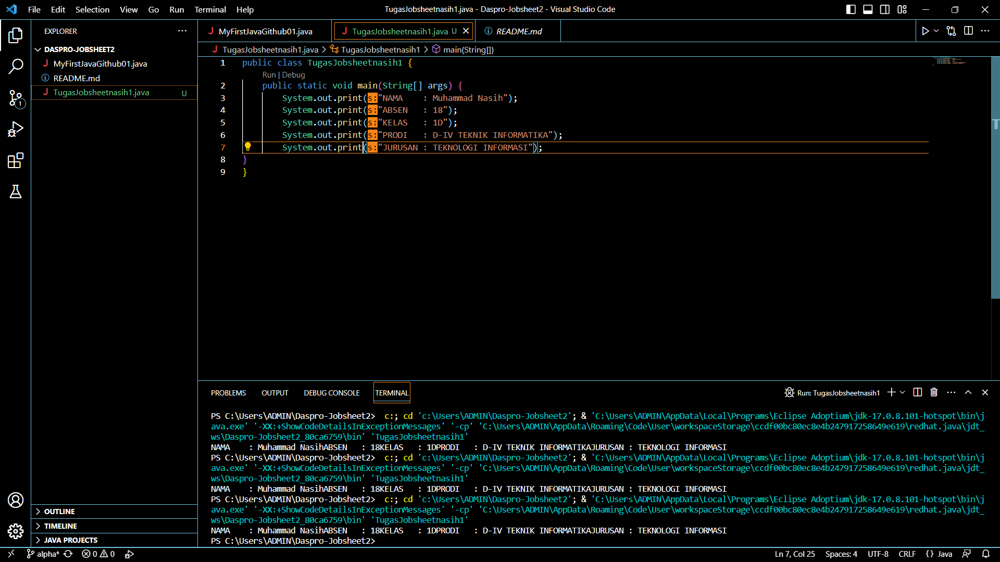 File Edit Selection View Go Run Terminal Help
TugasJobsheetnasih1.java - Daspro-Jobsheet2 - Visual Studio Code
EXPLORER
DASPRO-JOBSHEET2
J MyFirstJavaGithub01.java
README.md
J TugasJobsheetnasih1.java U
1
OUTLINE
TIMELINE
JAVA PROJECTS
J MyFirstJavaGithub01.java
J TugasJobsheetnasih1.java U
README.md
J TugasJobsheetnasih1.java > TugasJobsheetnasih1 > main(String[])
1 public class TugasJobsheetnasih1 {
Run | Debug
2 public static void main(String[] args) {
3 System.out.print(s:"NAMA    : Muhammad Nasih");
4 System.out.print(s:"ABSEN   : 18");
5 System.out.print(s:"KELAS   : 1D");
6 System.out.print(s:"PRODI   : D-IV TEKNIK INFORMATIKA");
7 System.out.print(s:"JURUSAN : TEKNOLOGI INFORMASI");
8 }
9 }
PROBLEMS OUTPUT DEBUG CONSOLE TERMINAL
Run: TugasJobsheetnasih1
PS C:\Users\ADMIN\Daspro-Jobsheet2>  c:; cd 'c:\Users\ADMIN\Daspro-Jobsheet2'; & 'C:\Users\ADMIN\AppData\Local\Programs\Eclipse Adoptium\jdk-17.0.8.101-hotspot\bin\j
ava.exe' '-XX:+ShowCodeDetailsInExceptionMessages' '-cp' 'C:\Users\ADMIN\AppData\Roaming\Code\User\workspaceStorage\ccdf00bc80ec8e4b247917258649e619\redhat.java\jdt_
ws\Daspro-Jobsheet2_80ca6759\bin' 'TugasJobsheetnasih1'
NAMA    : Muhammad NasihABSEN   : 18KELAS   : 1DPRODI   : D-IV TEKNIK INFORMATIKAJURUSAN : TEKNOLOGI INFORMASI
PS C:\Users\ADMIN\Daspro-Jobsheet2>  c:; cd 'c:\Users\ADMIN\Daspro-Jobsheet2'; & 'C:\Users\ADMIN\AppData\Local\Programs\Eclipse Adoptium\jdk-17.0.8.101-hotspot\bin\j
ava.exe' '-XX:+ShowCodeDetailsInExceptionMessages' '-cp' 'C:\Users\ADMIN\AppData\Roaming\Code\User\workspaceStorage\ccdf00bc80ec8e4b247917258649e619\redhat.java\jdt_
ws\Daspro-Jobsheet2_80ca6759\bin' 'TugasJobsheetnasih1'
NAMA    : Muhammad NasihABSEN   : 18KELAS   : 1DPRODI   : D-IV TEKNIK INFORMATIKAJURUSAN : TEKNOLOGI INFORMASI
PS C:\Users\ADMIN\Daspro-Jobsheet2>  c:; cd 'c:\Users\ADMIN\Daspro-Jobsheet2'; & 'C:\Users\ADMIN\AppData\Local\Programs\Eclipse Adoptium\jdk-17.0.8.101-hotspot\bin\j
ava.exe' '-XX:+ShowCodeDetailsInExceptionMessages' '-cp' 'C:\Users\ADMIN\AppData\Roaming\Code\User\workspaceStorage\ccdf00bc80ec8e4b247917258649e619\redhat.java\jdt_
ws\Daspro-Jobsheet2_80ca6759\bin' 'TugasJobsheetnasih1'
NAMA    : Muhammad NasihABSEN   : 18KELAS   : 1DPRODI   : D-IV TEKNIK INFORMATIKAJURUSAN : TEKNOLOGI INFORMASI
PS C:\Users\ADMIN\Daspro-Jobsheet2>
alpha* 0 0 Ln 7, Col 25 Spaces: 4 UTF-8 CRLF {} Java